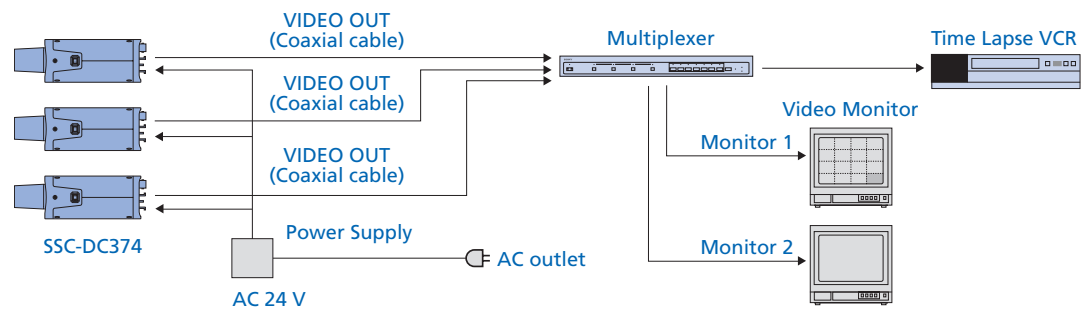 VIDEO OUT
(Coaxial cable)
Multiplexer
Time Lapse VCR
VIDEO OUT
(Coaxial cable)
Video Monitor
Monitor 1
VIDEO OUT
(Coaxial cable)
SSC-DC374
Power Supply
AC outlet
Monitor 2
AC 24 V